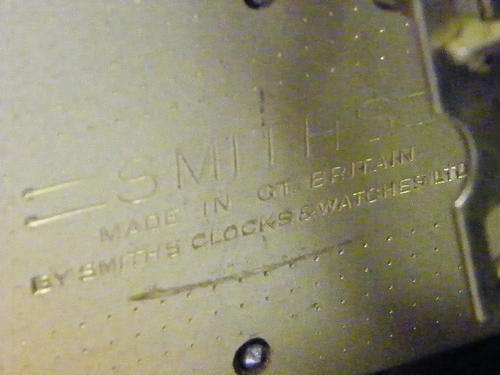 SMITHS
MADE IN GT. BRITAIN
BY SMITHS CLOCKS & WATCHES LTD